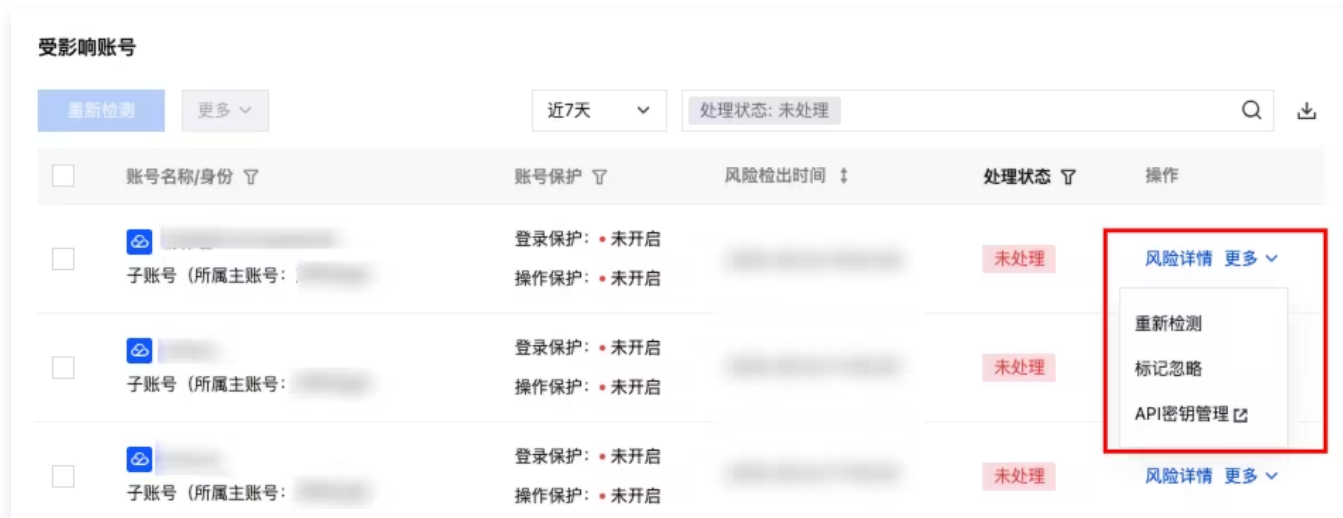 受影响账号
重新检测 更多 近7天 处理状态: 未处理
账号名称/身份 账号保护 风险检出时间 处理状态 操作
登录保护: 未开启
子账号（所属主账号: 操作保护: 未开启 未处理 风险详情 更多
重新检测
登录保护: 未开启
子账号（所属主账号: 操作保护: 未开启 未处理 标记忽略
API密钥管理
登录保护: 未开启
子账号（所属主账号: 操作保护: 未开启 未处理 风险详情 更多